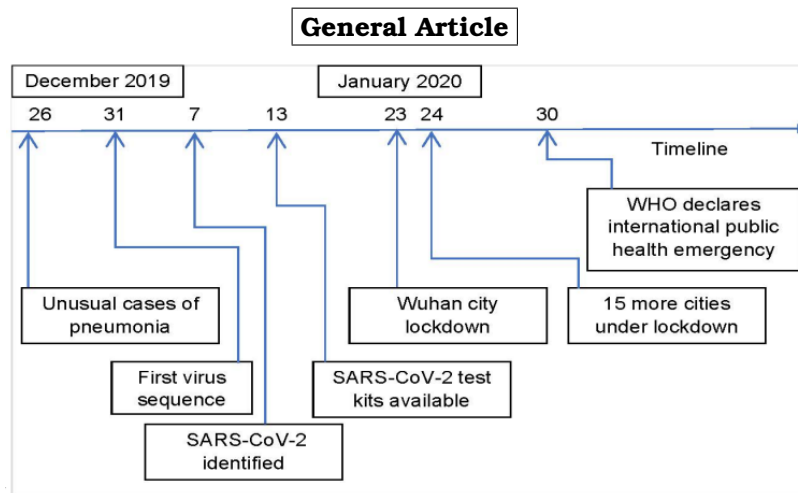 General Article
December 2019
January 2020
26
31
7
13
23
24
30
Timeline
WHO declares
international public
health emergency
Unusual cases of
pneumonia
Wuhan city
lockdown
15 more cities
under lockdown
First virus
sequence
SARS-CoV-2 test
kits available
SARS-CoV-2
identified